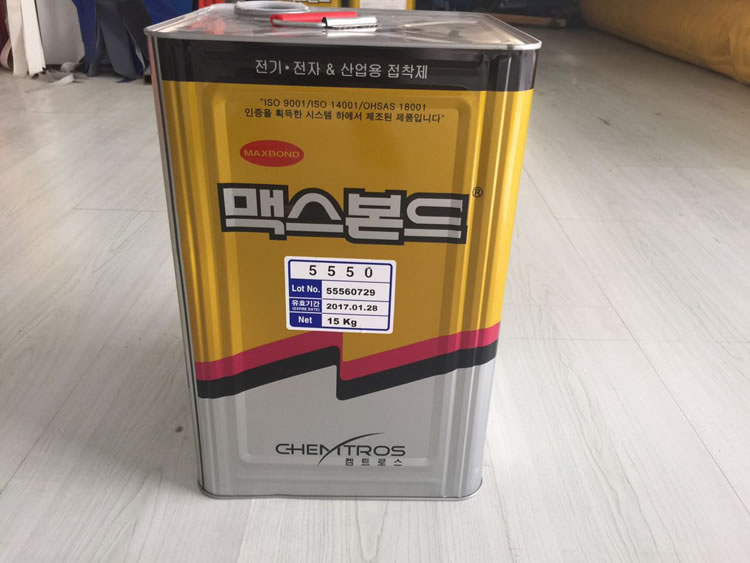 전기·전자 & 산업용 접착제
"ISO 9001/ISO 14001/OHSAS 18001
인증을 획득한 시스템 하에서 제조된 제품입니다"
MAXBOND
맥스본드®
5550
Lot No. 55560729
유효기간 2017.01.28
(EXPIRE DATE)
Net 15 Kg
CHEMTROS
켐트로스